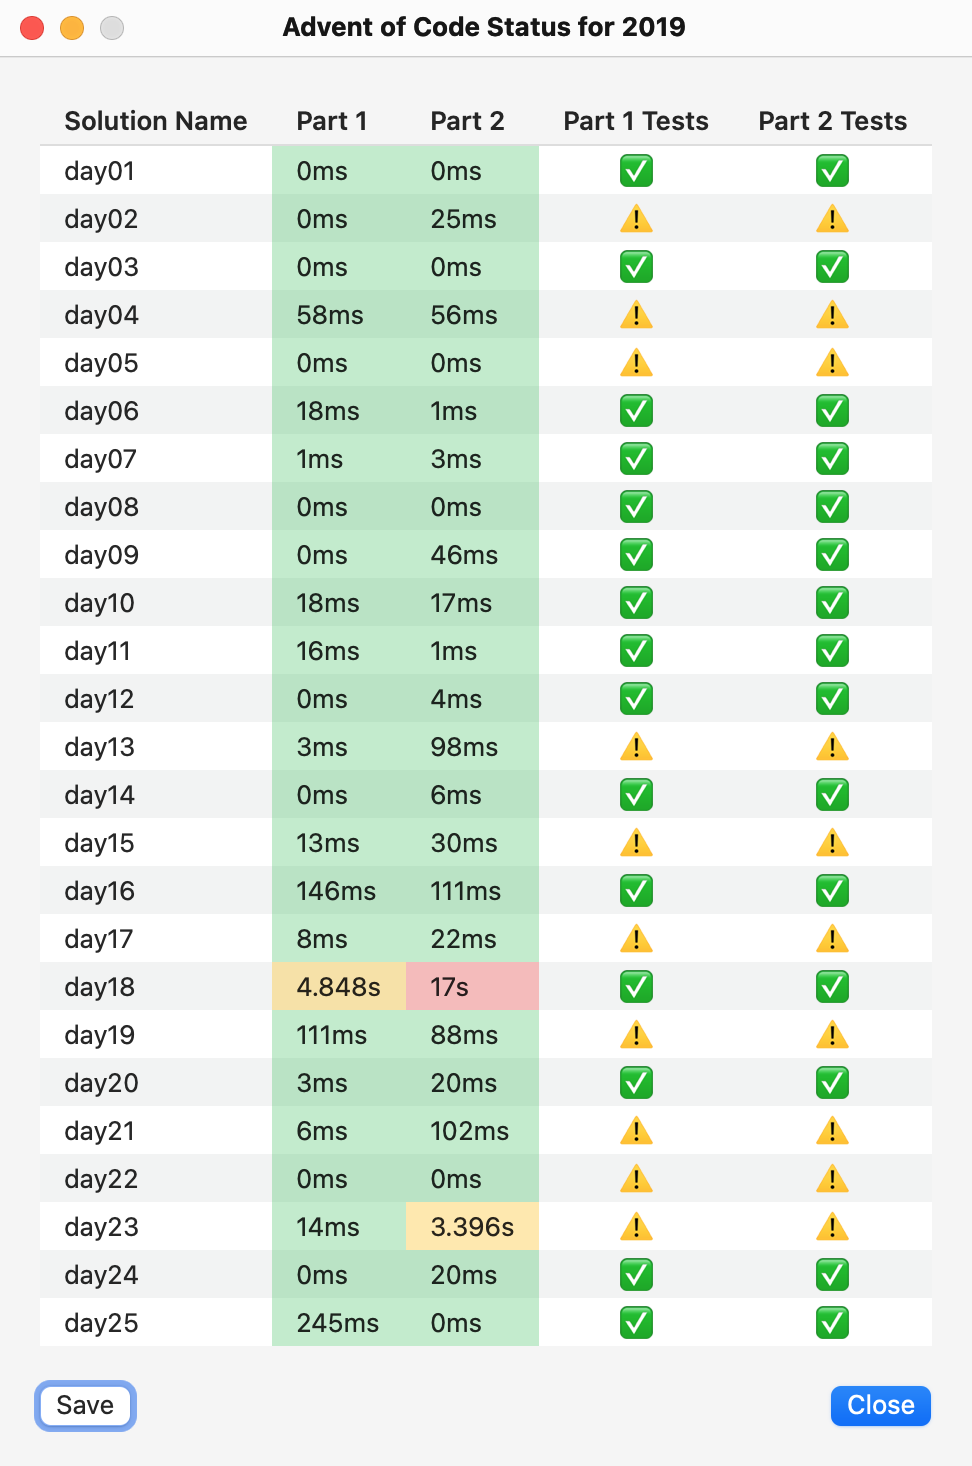 Advent of Code Status for 2019
Solution Name Part 1 Part 2 Part 1 Tests Part 2 Tests
day01 0ms 0ms ✅ ✅
day02 0ms 25ms ⚠️ ⚠️
day03 0ms 0ms ✅ ✅
day04 58ms 56ms ⚠️ ⚠️
day05 0ms 0ms ⚠️ ⚠️
day06 18ms 1ms ✅ ✅
day07 1ms 3ms ✅ ✅
day08 0ms 0ms ✅ ✅
day09 0ms 46ms ✅ ✅
day10 18ms 17ms ✅ ✅
day11 16ms 1ms ✅ ✅
day12 0ms 4ms ✅ ✅
day13 3ms 98ms ⚠️ ⚠️
day14 0ms 6ms ✅ ✅
day15 13ms 30ms ⚠️ ⚠️
day16 146ms 111ms ✅ ✅
day17 8ms 22ms ⚠️ ⚠️
day18 4.848s 17s ✅ ✅
day19 111ms 88ms ⚠️ ⚠️
day20 3ms 20ms ✅ ✅
day21 6ms 102ms ⚠️ ⚠️
day22 0ms 0ms ⚠️ ⚠️
day23 14ms 3.396s ⚠️ ⚠️
day24 0ms 20ms ✅ ✅
day25 245ms 0ms ✅ ✅
Save Close